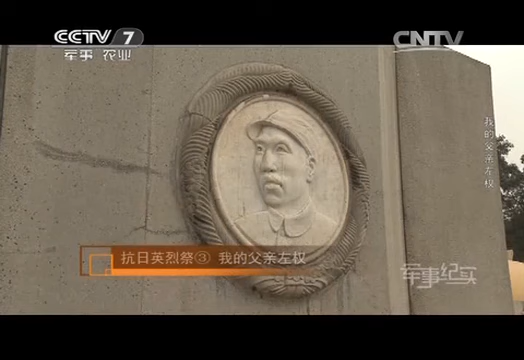 CCTV 7
军事 农业
CNTV
我的父亲左权
抗日英烈祭③ 我的父亲左权
军事纪实